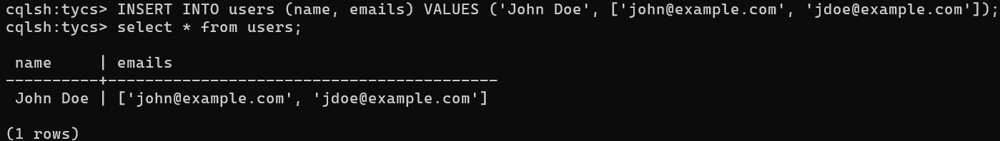 cqlsh:tycs> INSERT INTO users (name, emails) VALUES ('John Doe', ['john@example.com', 'jdoe@example.com']);
cqlsh:tycs> select * from users;
 name     | emails
----------+------------------------------------------
 John Doe | ['john@example.com', 'jdoe@example.com']
(1 rows)